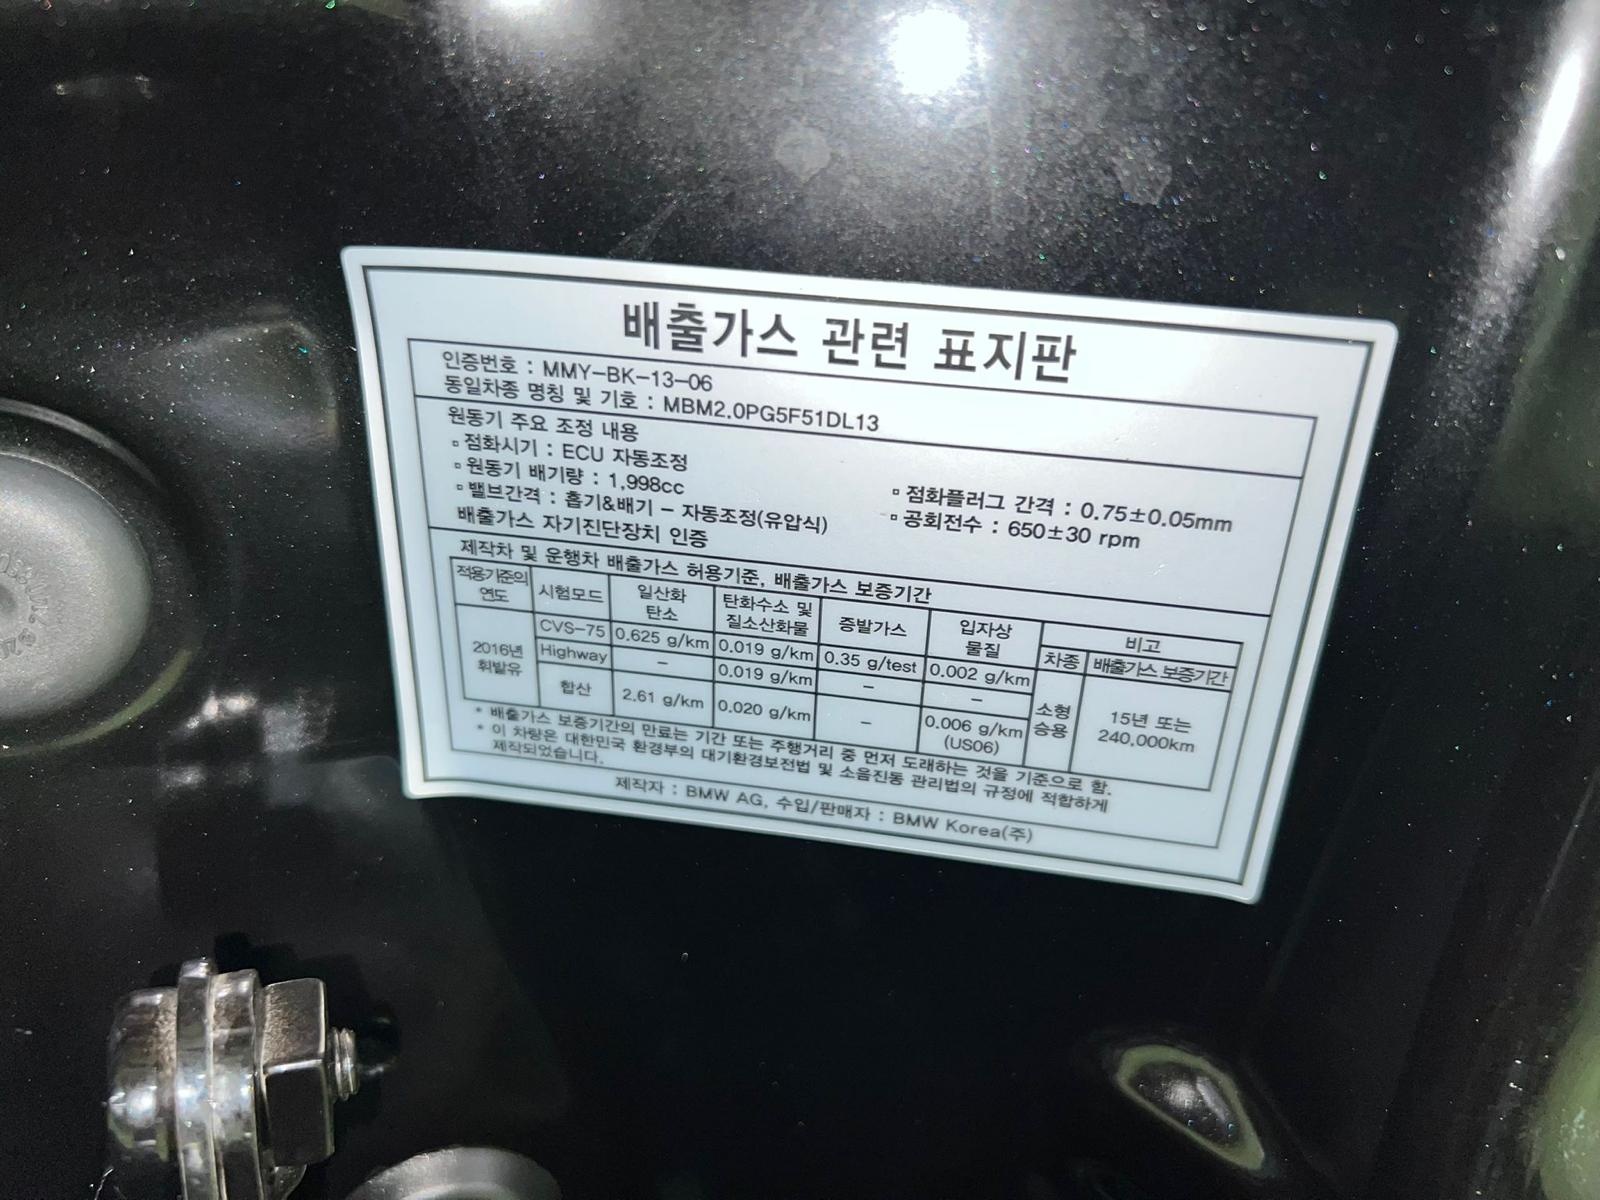 배출가스 관련 표지판
인증번호 : MMY-BK-13-06
동일차종 명칭 및 기호 : MBM2.0PG5F51DL13
원동기 주요 조정 내용
▫ 점화시기 : ECU 자동조정
▫ 원동기 배기량 : 1,998cc ▫ 점화플러그 간격 : 0.75±0.05mm
▫ 밸브간격 : 흡기&배기 - 자동조정(유압식) ▫ 공회전수 : 650±30 rpm
배출가스 자기진단장치 인증
제작차 및 운행차 배출가스 허용기준, 배출가스 보증기간
적용기준의 연도 시험모드 일산화 탄소 탄화수소 및 질소산화물 증발가스 입자상 물질 비고
차종 배출가스 보증기간
2016년 휘발유 CVS-75 0.625 g/km 0.019 g/km 0.35 g/test 0.002 g/km 소형 승용 15년 또는 240,000km
Highway - 0.019 g/km - -
합산 2.61 g/km 0.020 g/km - 0.006 g/km (US06)
* 배출가스 보증기간의 만료는 기간 또는 주행거리 중 먼저 도래하는 것을 기준으로 함.
* 이 차량은 대한민국 환경부의 대기환경보전법 및 소음진동 관리법의 규정에 적합하게
제작되었습니다.
제작자 : BMW AG, 수입/판매자 : BMW Korea(주)